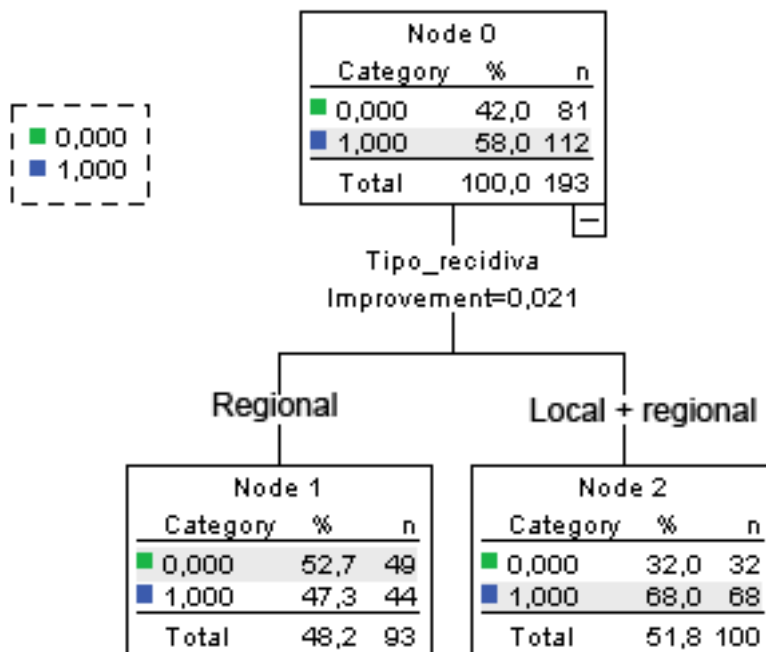 Node 0
Category % n
0,000 42,0 81
1,000 58,0 112
Total 100,0 193
0,000
1,000
Tipo_recidiva
Improvement=0,021
Regional
Local + regional
Node 1
Category % n
0,000 52,7 49
1,000 47,3 44
Total 48,2 93
Node 2
Category % n
0,000 32,0 32
1,000 68,0 68
Total 51,8 100